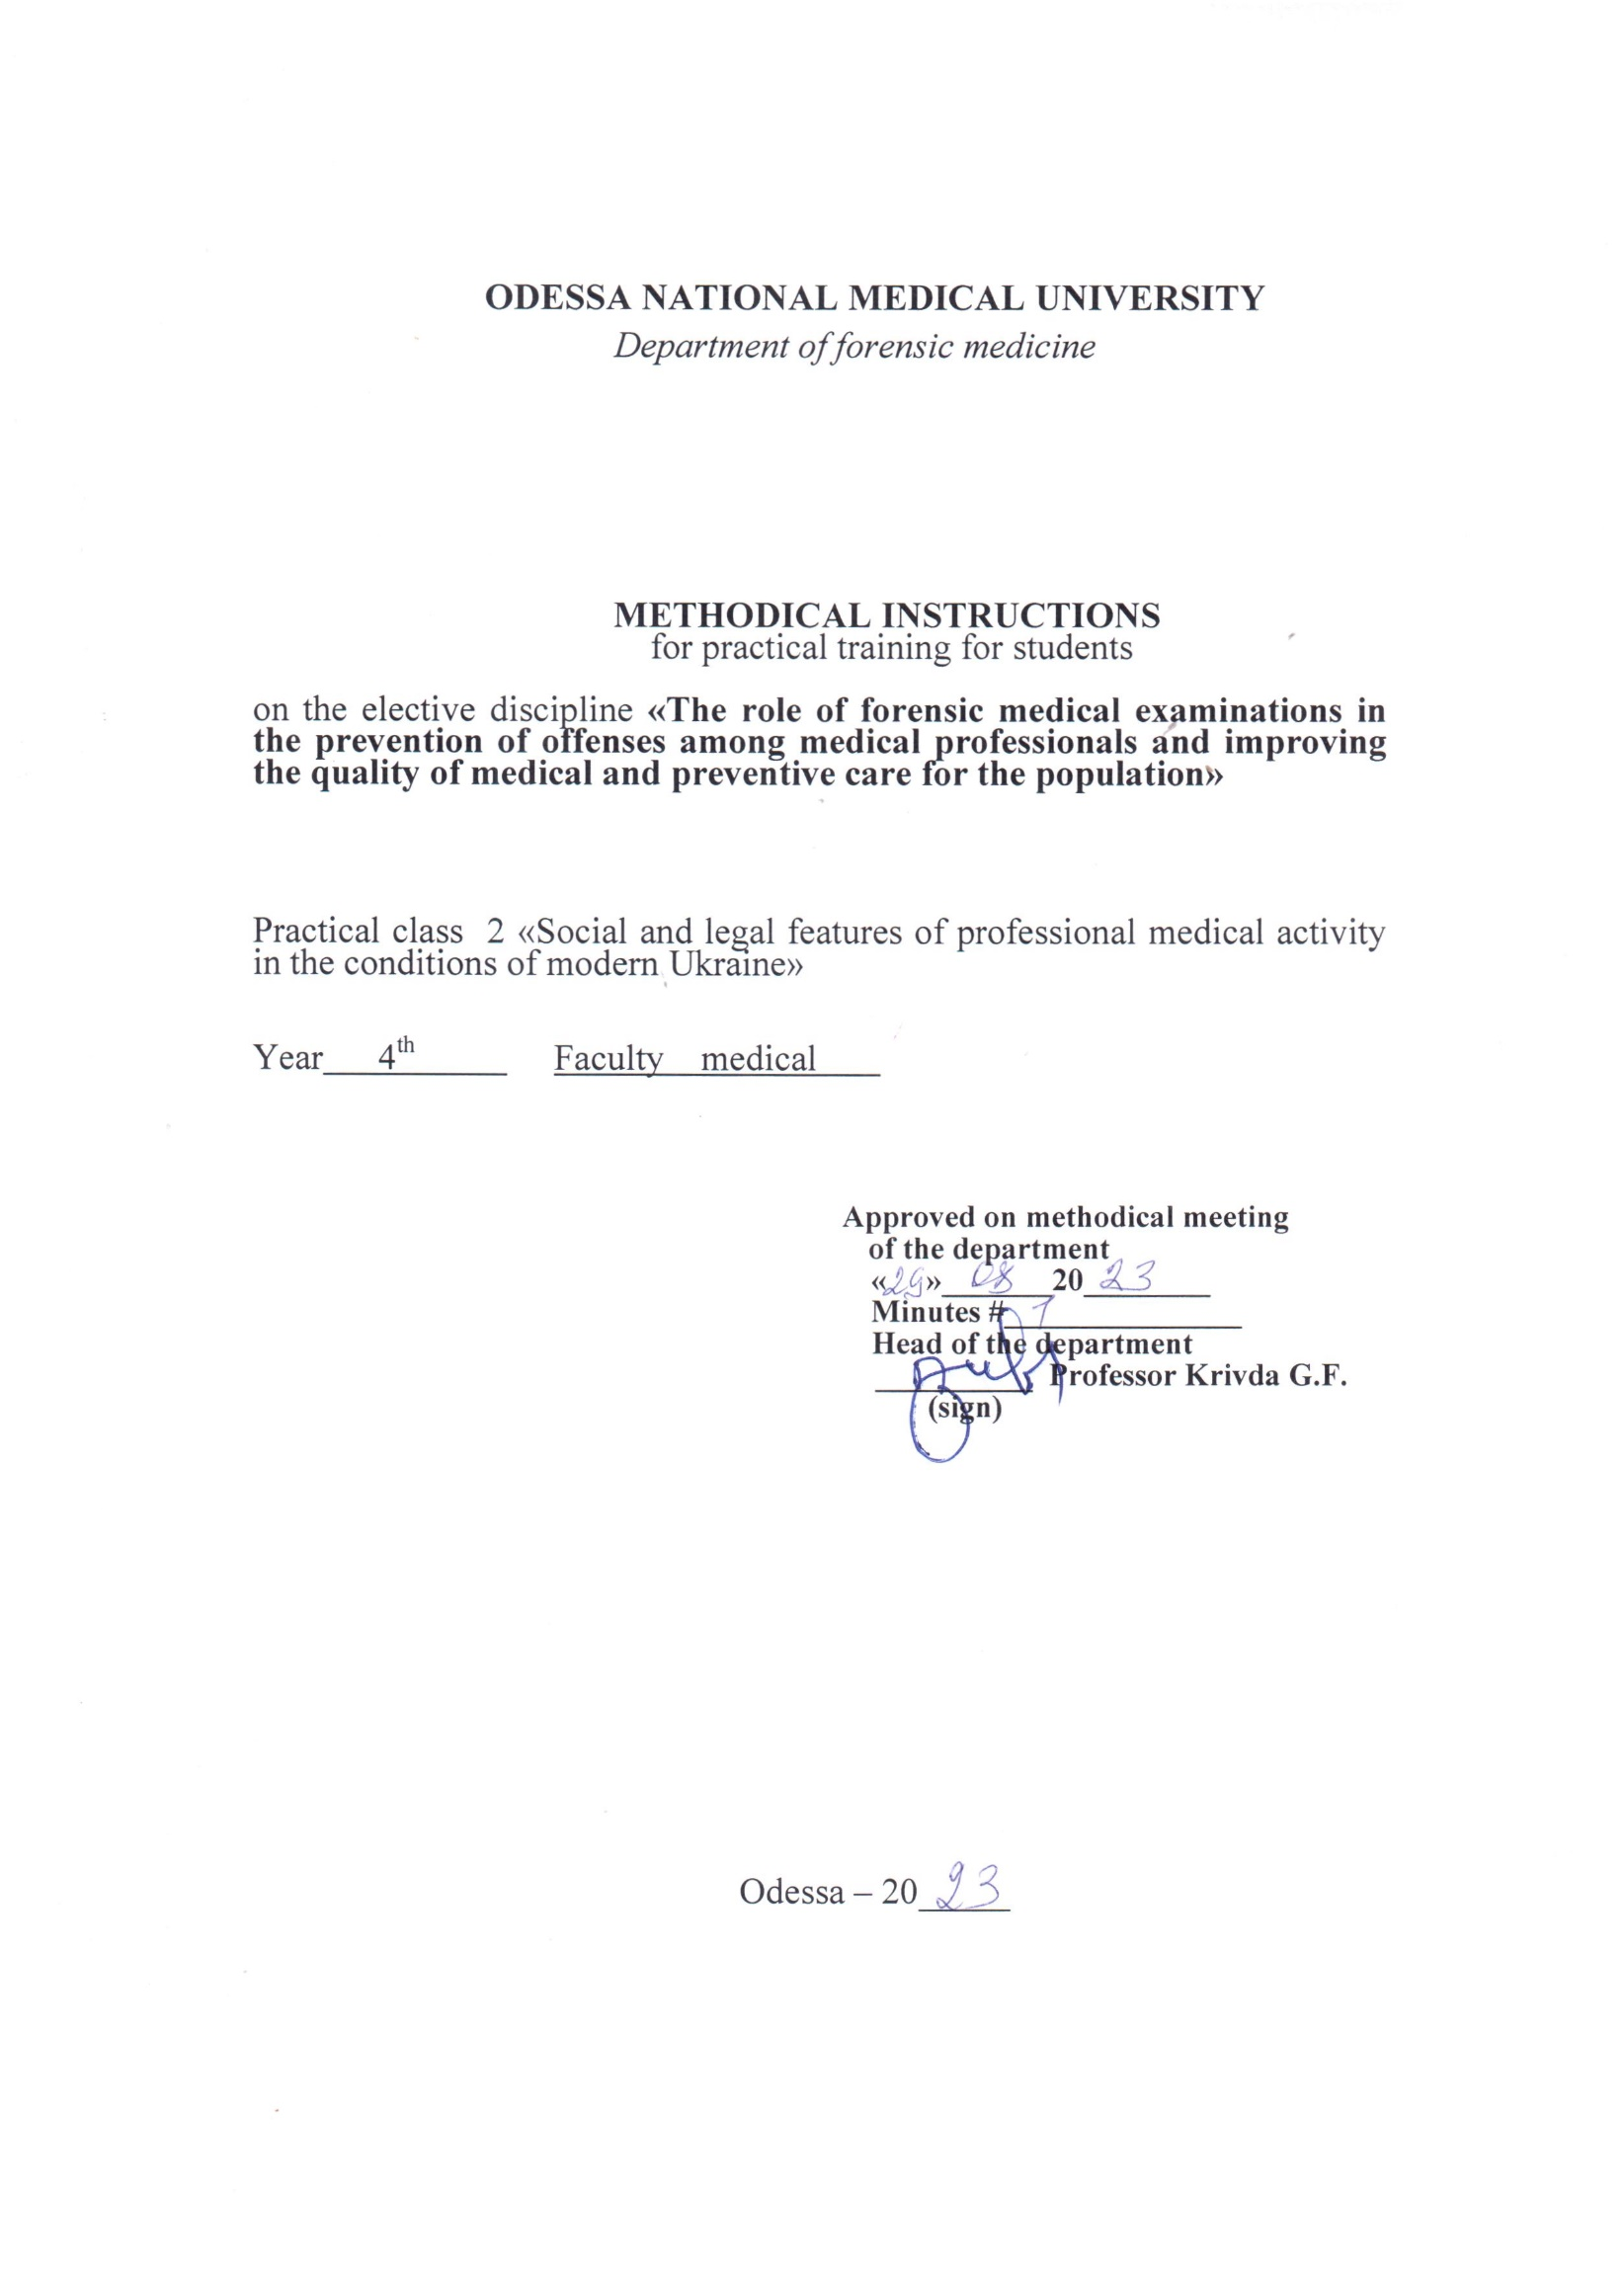 ODESSA NATIONAL MEDICAL UNIVERSITY
Department of forensic medicine
METHODICAL INSTRUCTIONS
for practical training for students
on the elective discipline «The role of forensic medical examinations in
the prevention of offenses among medical professionals and improving
the quality of medical and preventive care for the population»
Practical class 2 «Social and legal features of professional medical activity
in the conditions of modern Ukraine»
Year 4th Faculty medical
Approved on methodical meeting
of the department
«29» 08 20 23
Minutes # 1
Head of the department
Professor Krivda G.F.
(sign)
Odessa – 20 23